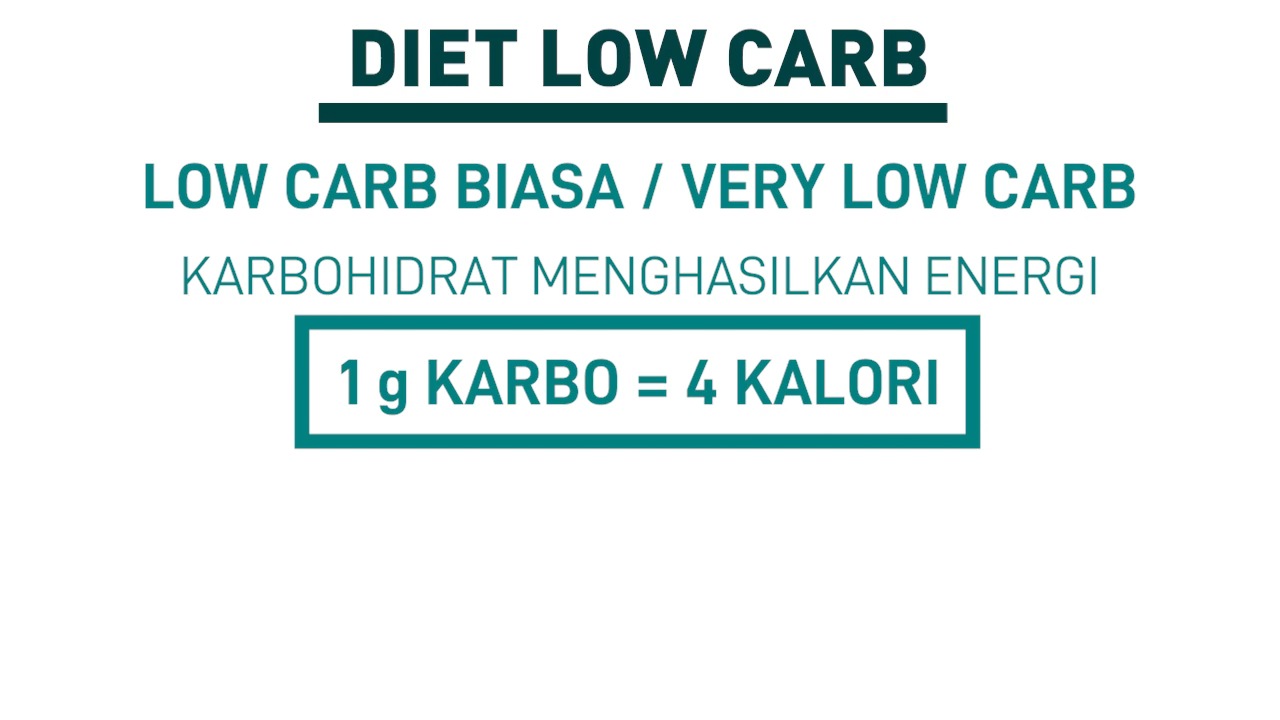 DIET LOW CARB
LOW CARB BIASA / VERY LOW CARB
KARBOHIDRAT MENGHASILKAN ENERGI
1 g KARBO = 4 KALORI